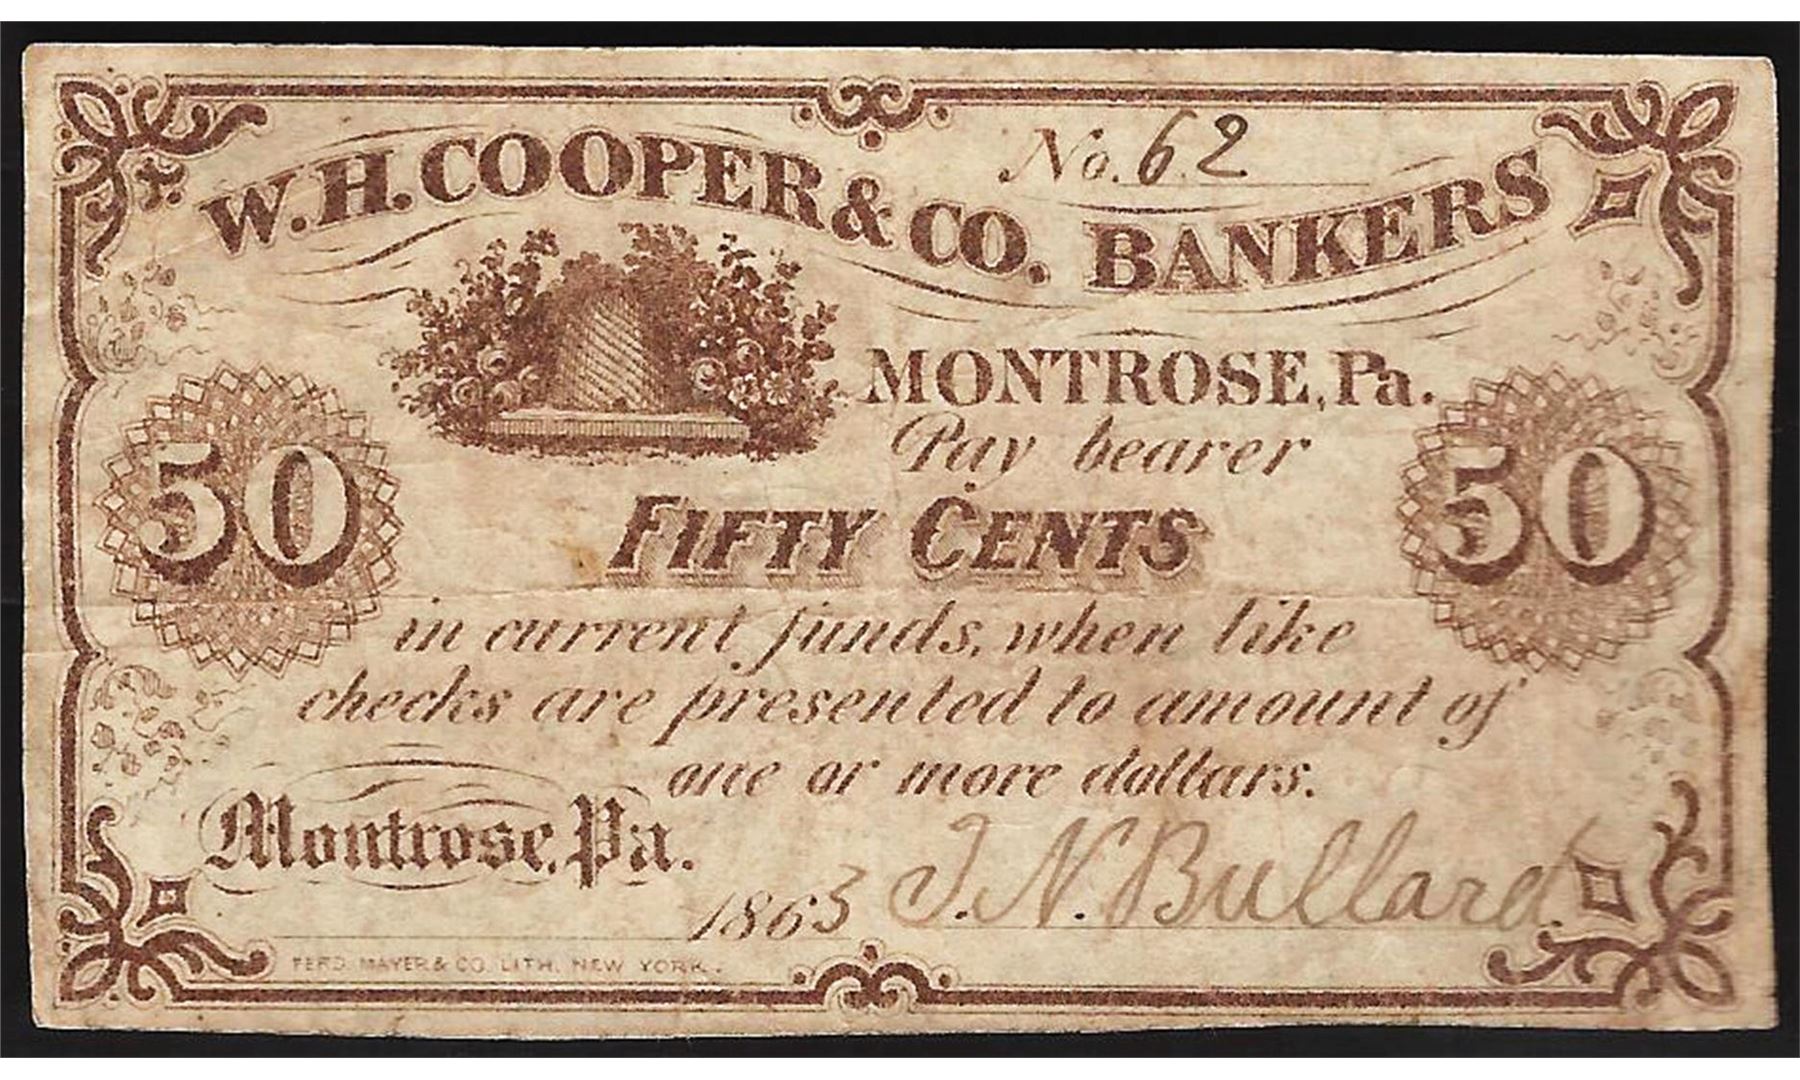 No. 62
W. H. COOPER & CO. BANKERS
MONTROSE, Pa.
Pay bearer
50
FIFTY CENTS
50
in current funds, when like
checks are presented to amount of
one or more dollars.
Montrose, Pa.
1863
J. N. Bullard
FERD. MAYER & CO. LITH. NEW YORK.